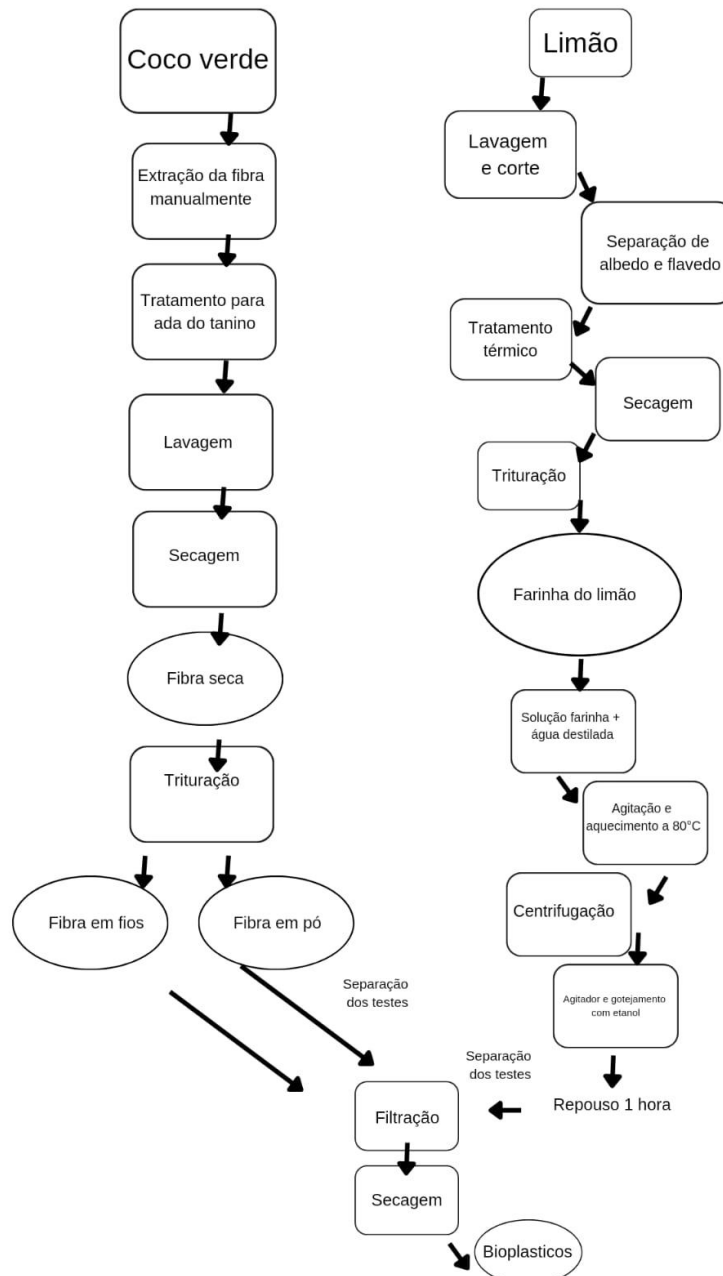 Coco verde
Extração da fibra
manualmente
Tratamento para
ada do tanino
Lavagem
Secagem
Fibra seca
Trituração
Fibra em fios
Fibra em pó
Separação
dos testes
Limão
Lavagem
e corte
Separação de
albedo e flavedo
Tratamento
térmico
Secagem
Trituração
Farinha do limão
Solução farinha +
água destilada
Agitação e
aquecimento a 80°C
Centrifugação
Agitador e gotejamento
com etanol
Repouso 1 hora
Separação
dos testes
Filtração
Secagem
Bioplasticos